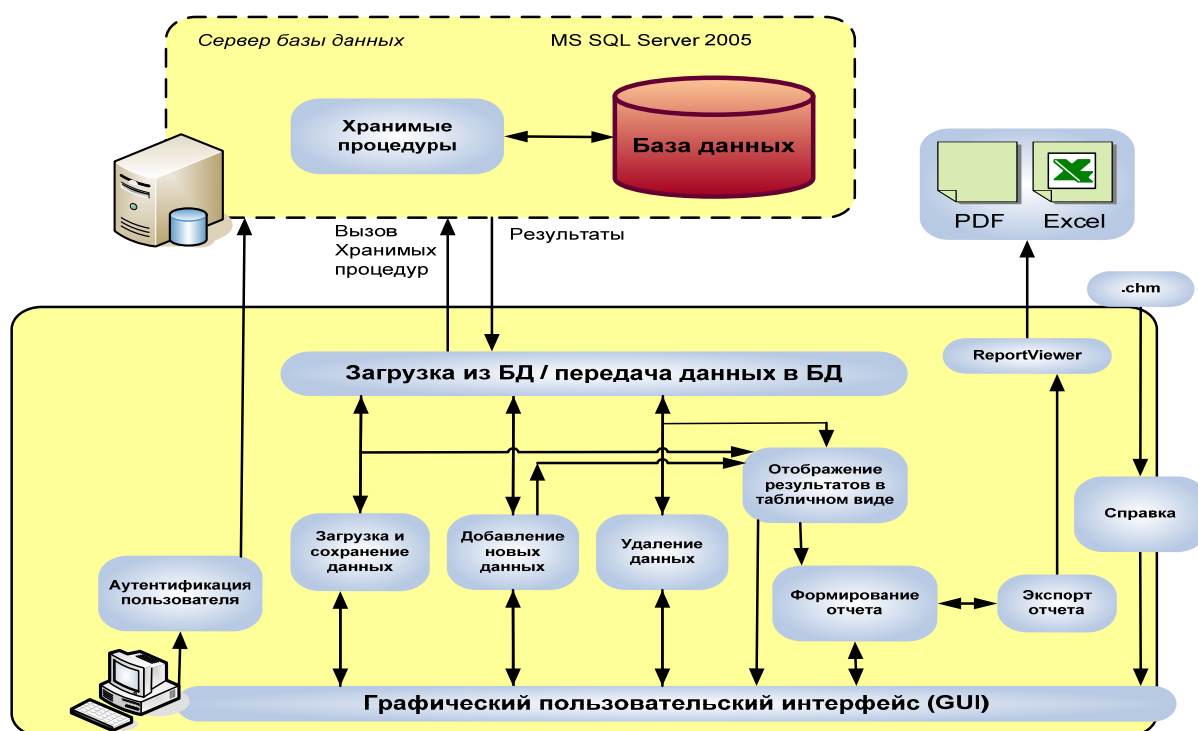 Сервер базы данных
MS SQL Server 2005
Хранимые
процедуры
База данных
PDF
Excel
Вызов
Хранимых
процедур
Результаты
.chm
ReportViewer
Загрузка из БД / передача данных в БД
Отображение
результатов в
табличном виде
Справка
Загрузка и
сохранение
данных
Добавление
новых
данных
Удаление
данных
Аутентификация
пользователя
Формирование
отчета
Экспорт
отчета
Графический пользовательский интерфейс (GUI)